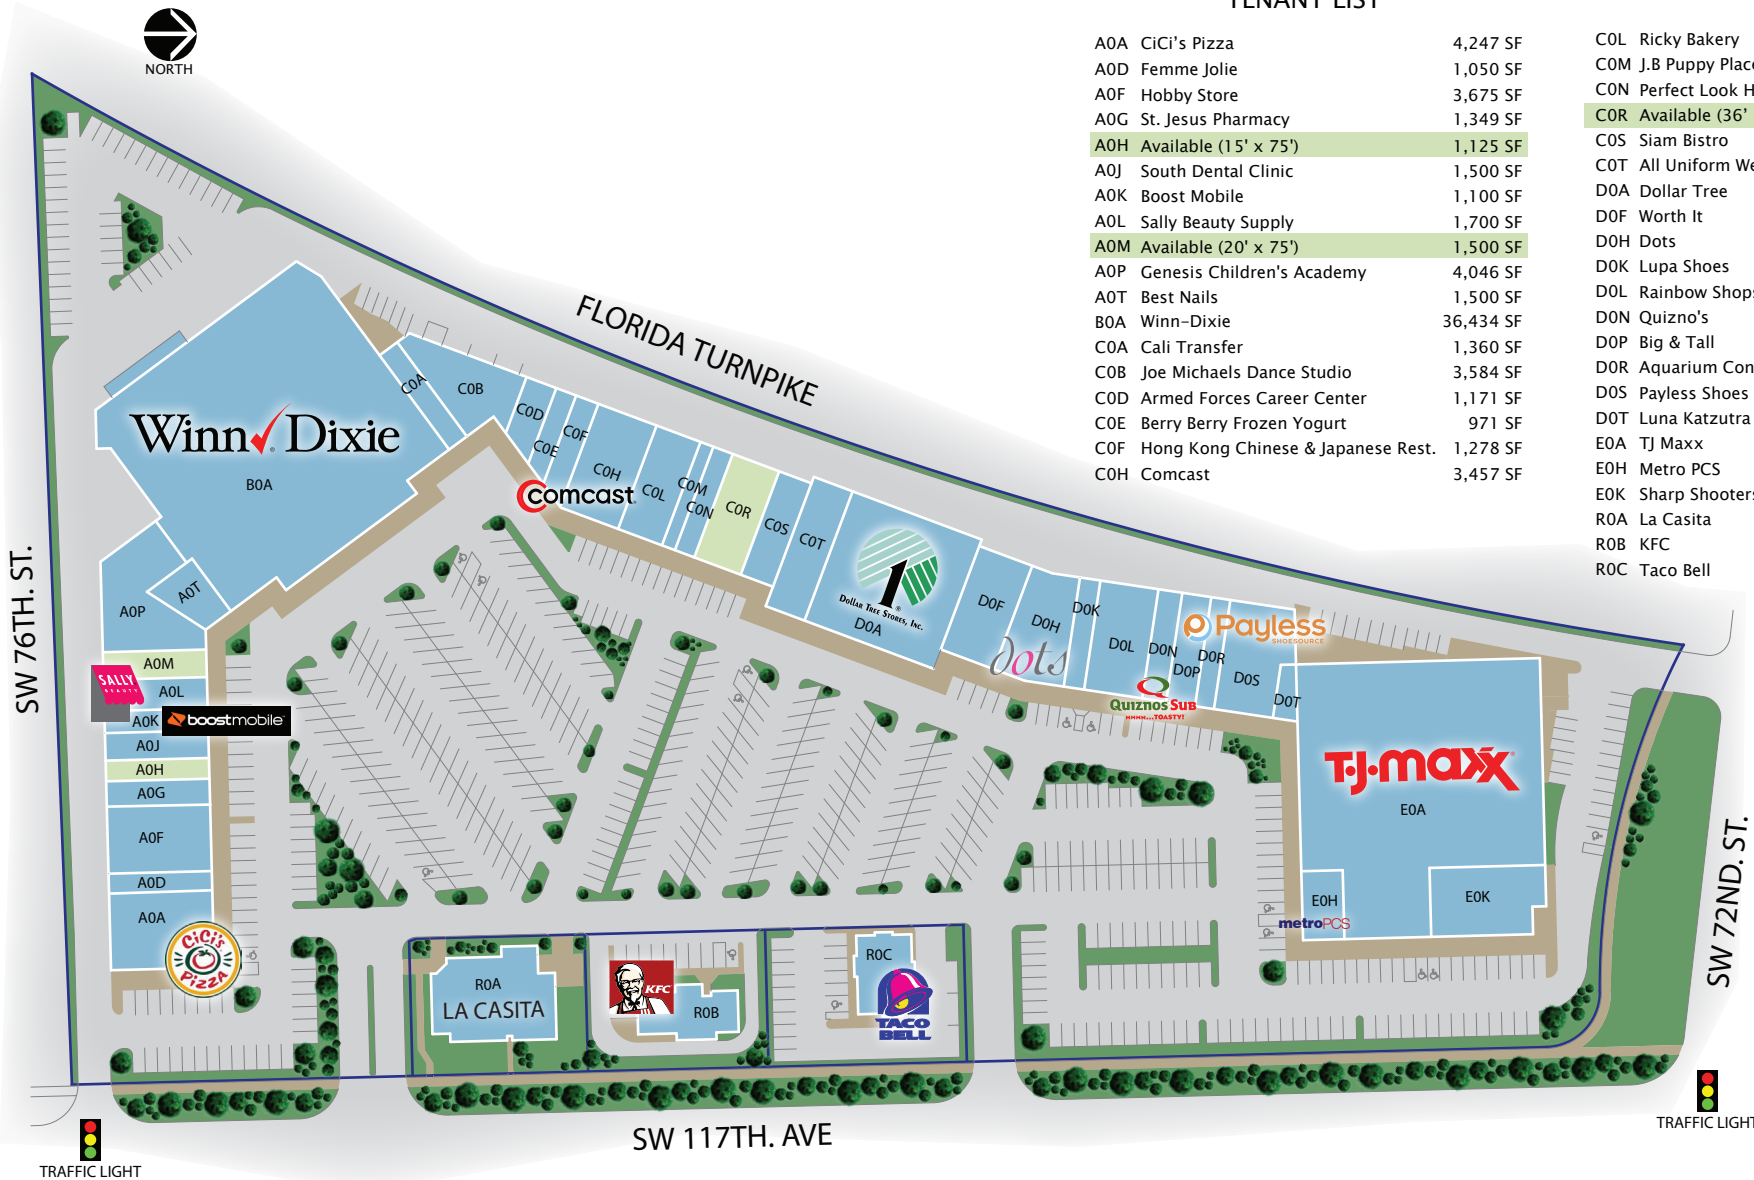 TENANT LIST
NORTH
A0A CiCi's Pizza 4,247 SF
A0D Femme Jolie 1,050 SF
A0F Hobby Store 3,675 SF
A0G St. Jesus Pharmacy 1,349 SF
A0H Available (15' x 75') 1,125 SF
A0J South Dental Clinic 1,500 SF
A0K Boost Mobile 1,100 SF
A0L Sally Beauty Supply 1,700 SF
A0M Available (20' x 75') 1,500 SF
A0P Genesis Children's Academy 4,046 SF
A0T Best Nails 1,500 SF
B0A Winn-Dixie 36,434 SF
C0A Cali Transfer 1,360 SF
C0B Joe Michaels Dance Studio 3,584 SF
C0D Armed Forces Career Center 1,171 SF
C0E Berry Berry Frozen Yogurt 971 SF
C0F Hong Kong Chinese & Japanese Rest. 1,278 SF
C0H Comcast 3,457 SF
C0L Ricky Bakery
C0M J.B Puppy Place
C0N Perfect Look H
C0R Available (36'
C0S Siam Bistro
C0T All Uniform We
D0A Dollar Tree
D0F Worth It
D0H Dots
D0K Lupa Shoes
D0L Rainbow Shops
D0N Quizno's
D0P Big & Tall
D0R Aquarium Con
D0S Payless Shoes
D0T Luna Katzutra
E0A TJ Maxx
E0H Metro PCS
E0K Sharp Shooters
R0A La Casita
R0B KFC
R0C Taco Bell
FLORIDA TURNPIKE
C0A
C0B
C0D
C0E
C0F
C0H
C0L
C0M
C0N
C0R
C0S
C0T
Winn Dixie
B0A
comcast
Dollar Tree Stores, Inc.
D0A
D0F
D0H
D0K
dots
D0L
D0N
D0P
D0R
D0S
D0T
Payless
SHOESOURCE
Quiznos Sub
MMMM...TOASTY!
SW 76TH. ST.
A0P
A0T
A0M
SALLY
BEAUTY
A0L
A0K
boostmobile
A0J
A0H
A0G
A0F
A0D
A0A
CiCi's
Pizza
T·J·maxx
E0A
E0H
metroPCS
E0K
SW 72ND. ST.
R0A
LA CASITA
KFC
R0B
R0C
TACO
BELL
SW 117TH. AVE
TRAFFIC LIGHT
TRAFFIC LIGHT